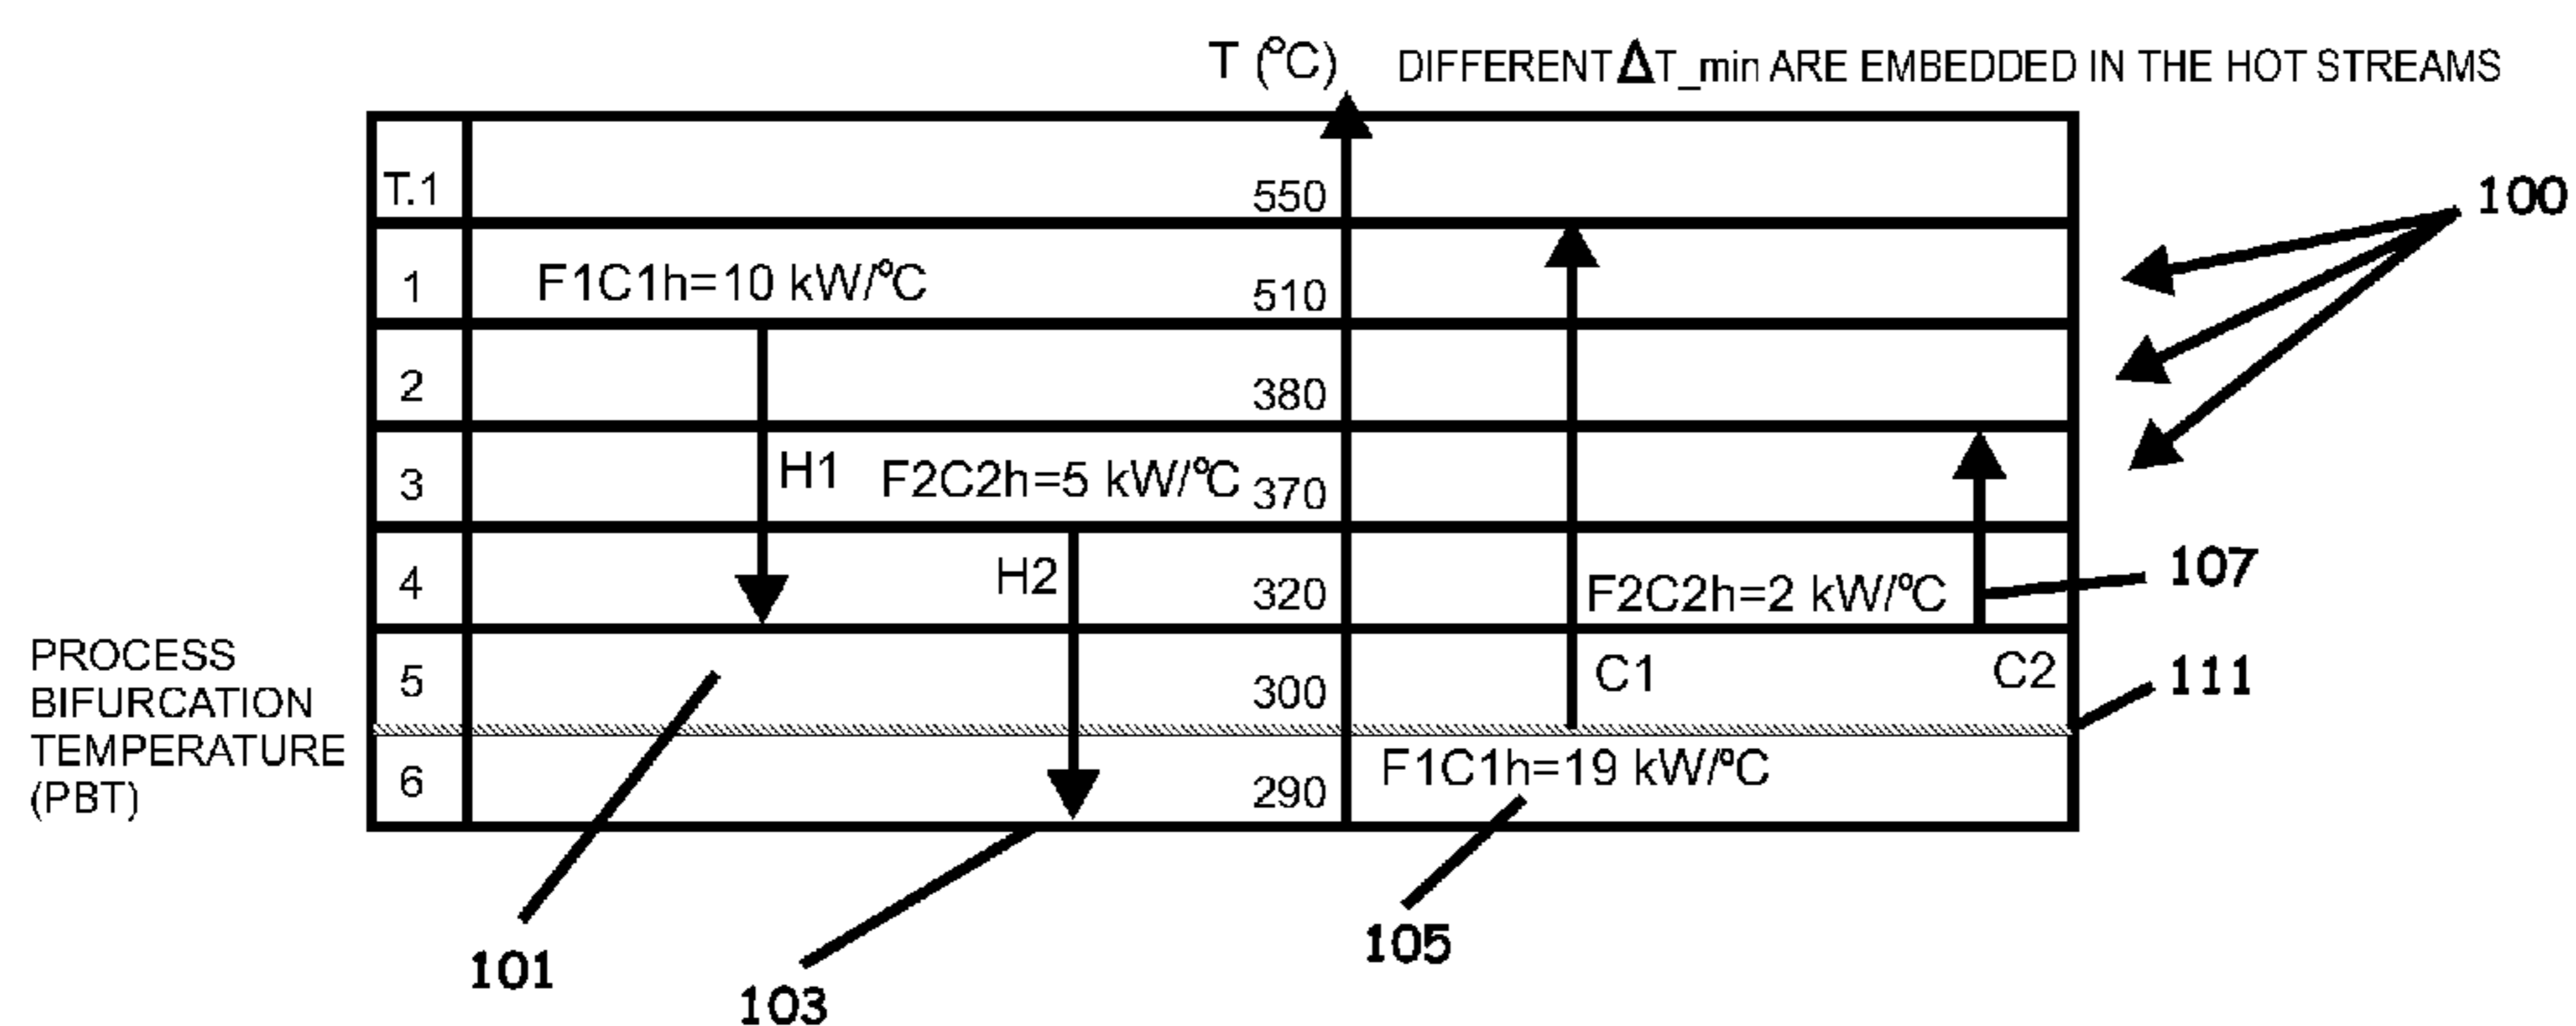 T (°C) DIFFERENT ΔT_min ARE EMBEDDED IN THE HOT STREAMS
T.1 550
100
1 F1C1h=10 kW/°C 510
2 380
3 H1 F2C2h=5 kW/°C 370
4 H2 320 F2C2h=2 kW/°C
107
PROCESS
BIFURCATION
TEMPERATURE
(PBT)
5 300 C1 C2
111
6 290 F1C1h=19 kW/°C
101
103
105